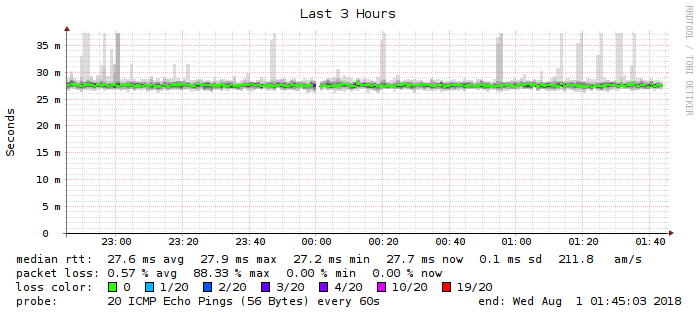 Last 3 Hours
RRDTOOL / TOBI OETIKER
Seconds
35 m
30 m
25 m
20 m
15 m
10 m
5 m
0
23:00 23:20 23:40 00:00 00:20 00:40 01:00 01:20 01:40
median rtt: 27.6 ms avg 27.9 ms max 27.2 ms min 27.7 ms now 0.1 ms sd 211.8 am/s
packet loss: 0.57 % avg 88.33 % max 0.00 % min 0.00 % now
loss color: 0 1/20 2/20 3/20 4/20 10/20 19/20
probe: 20 ICMP Echo Pings (56 Bytes) every 60s end: Wed Aug 1 01:45:03 2018